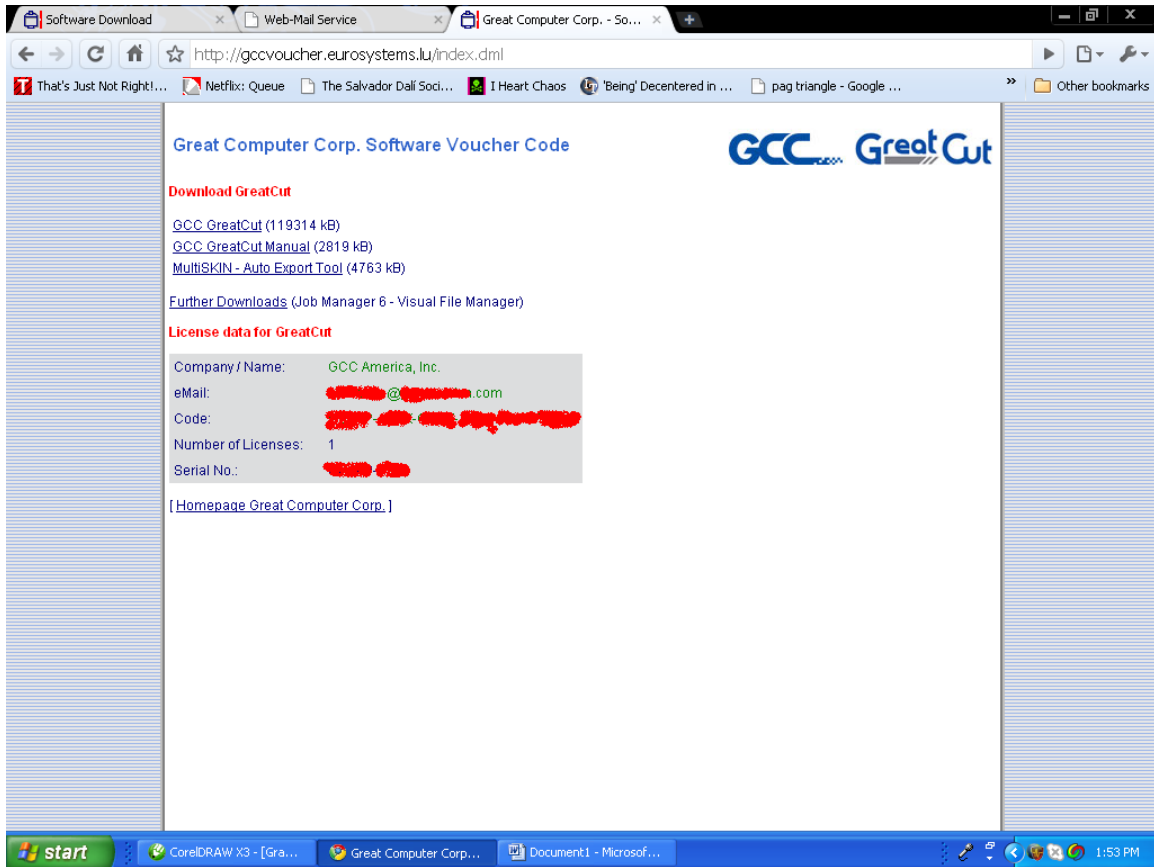 Software Download
Web-Mail Service
Great Computer Corp. - So...
http://gccvoucher.eurosystems.lu/index.dml
That's Just Not Right!... Netflix: Queue The Salvador Dalí Soci... I Heart Chaos 'Being' Decentered in ... pag triangle - Google ... » Other bookmarks
Great Computer Corp. Software Voucher Code
GCC GreatCut
Download GreatCut
GCC GreatCut (119314 kB)
GCC GreatCut Manual (2819 kB)
MultiSKIN - Auto Export Tool (4763 kB)
Further Downloads (Job Manager 6 - Visual File Manager)
License data for GreatCut
Company / Name: GCC America, Inc.
eMail: @ .com
Code:
Number of Licenses: 1
Serial No.:
[ Homepage Great Computer Corp. ]
start CorelDRAW X3 - [Gra... Great Computer Corp... Document1 - Microsof... 1:53 PM